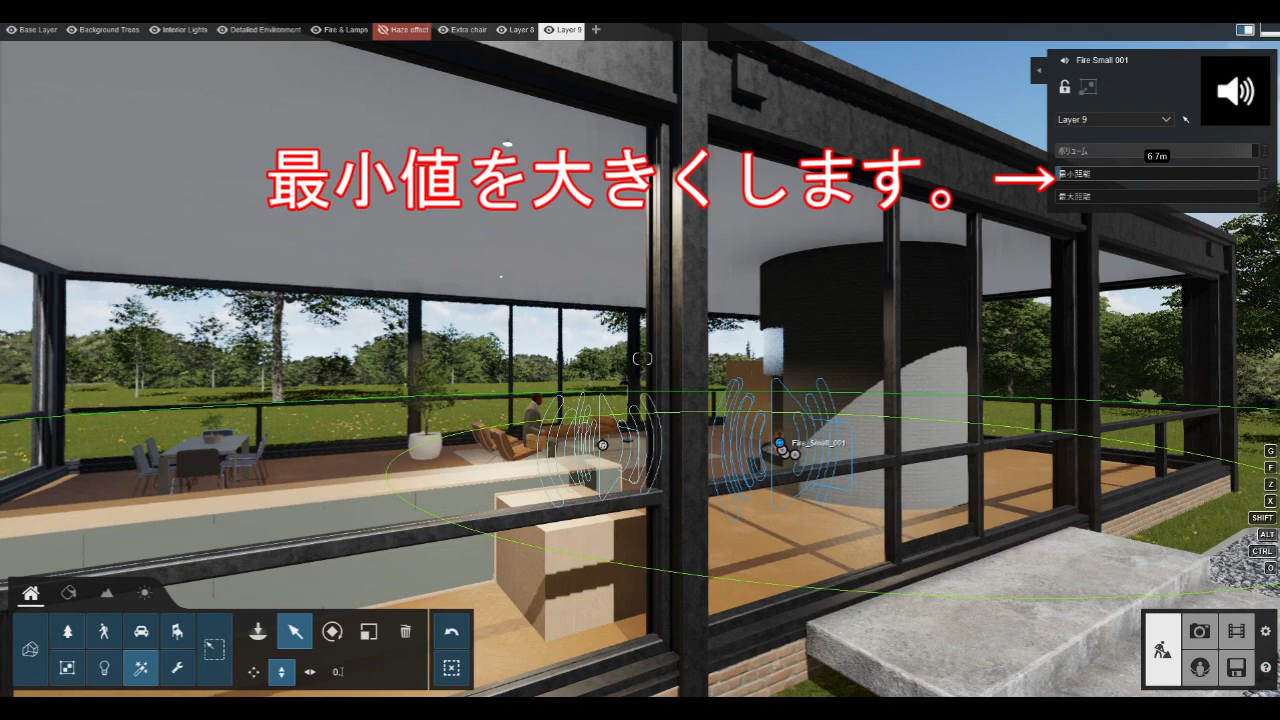 Base Layer
Background Trees
Interior Lights
Detailed Environment
Fire & Lamps
Haze effect
Extra chair
Layer 8
Layer 9
Fire Small 001
Layer 9
ボリューム
6.7m
最小距離
最大距離
最小値を大きくします。→
Fire_Small_001
G
F
Z
X
SHIFT
ALT
CTRL
O